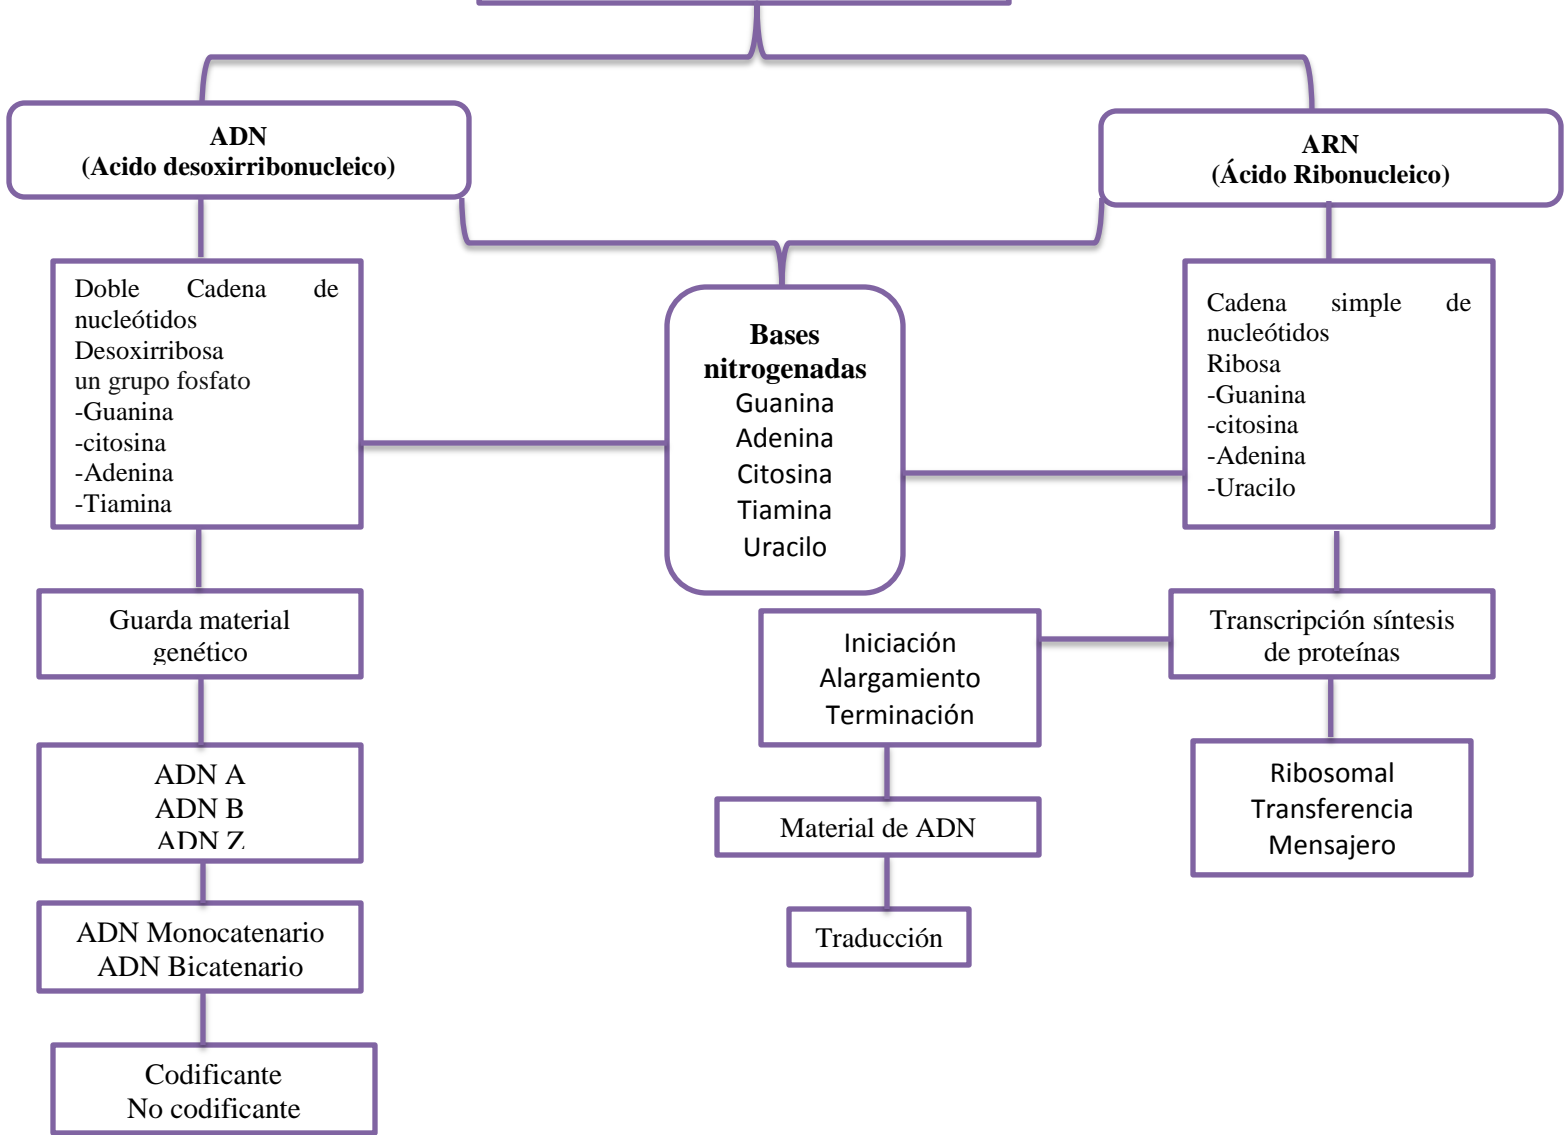 ADN
(Acido desoxirribonucleico)
ARN
(Ácido Ribonucleico)
Doble Cadena de
nucleótidos
Desoxirribosa
un grupo fosfato
-Guanina
-citosina
-Adenina
-Tiamina
Bases
nitrogenadas
Guanina
Adenina
Citosina
Tiamina
Uracilo
Cadena simple de
nucleótidos
Ribosa
-Guanina
-citosina
-Adenina
-Uracilo
Guarda material
genético
Iniciación
Alargamiento
Terminación
Transcripción síntesis
de proteínas
ADN A
ADN B
ADN Z
Material de ADN
Ribosomal
Transferencia
Mensajero
ADN Monocatenario
ADN Bicatenario
Traducción
Codificante
No codificante